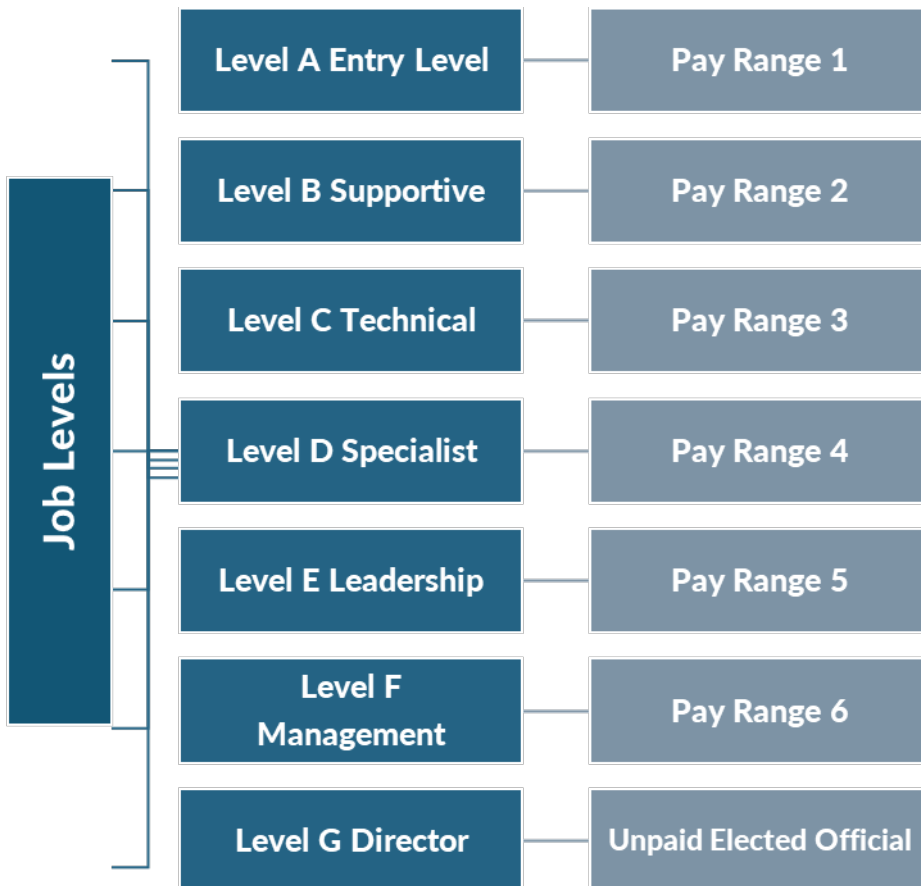 Job Levels
Level A Entry Level
Pay Range 1
Level B Supportive
Pay Range 2
Level C Technical
Pay Range 3
Level D Specialist
Pay Range 4
Level E Leadership
Pay Range 5
Level F
Management
Pay Range 6
Level G Director
Unpaid Elected Official